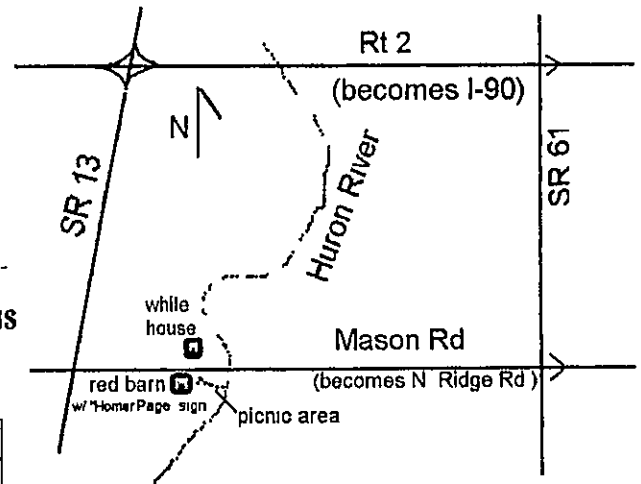 Rt 2
(becomes I-90)
N
SR 13
SR 61
Huron River
while
house
Mason Rd
red barn
(becomes N Ridge Rd )
w/ "HomerPage sign
picnic area